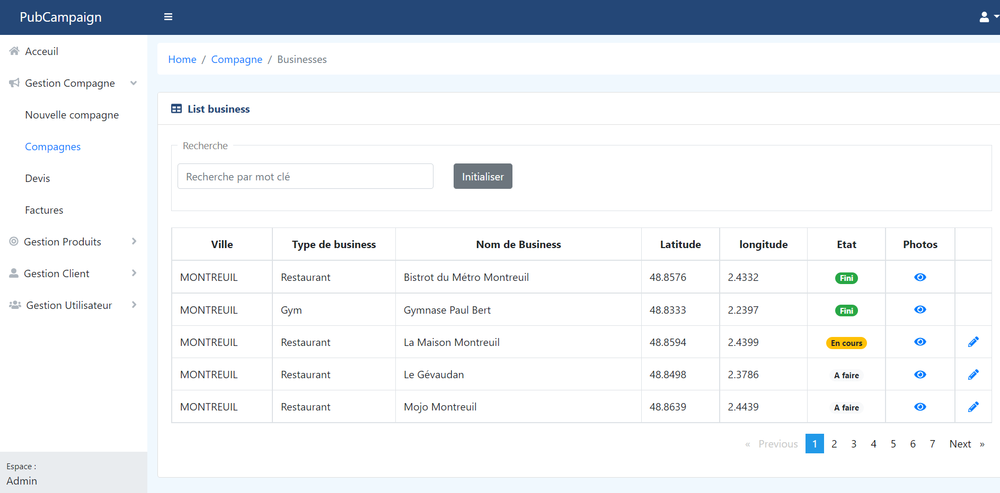 PubCampaign
Acceuil
Gestion Compagne
Nouvelle compagne
Compagnes
Devis
Factures
Gestion Produits
Gestion Client
Gestion Utilisateur
Espace :
Admin
Home / Compagne / Businesses
List business
Recherche
Recherche par mot clé Initialiser
Ville Type de business Nom de Business Latitude longitude Etat Photos
MONTREUIL Restaurant Bistrot du Métro Montreuil 48.8576 2.4332 Fini
MONTREUIL Gym Gymnase Paul Bert 48.8333 2.2397 Fini
MONTREUIL Restaurant La Maison Montreuil 48.8594 2.4399 En cours
MONTREUIL Restaurant Le Gévaudan 48.8498 2.3786 A faire
MONTREUIL Restaurant Mojo Montreuil 48.8639 2.4439 A faire
« Previous 1 2 3 4 5 6 7 Next »